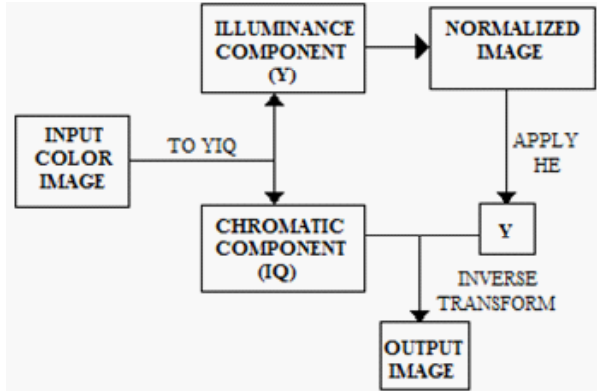 ILLUMINANCE
COMPONENT
(Y)
NORMALIZED
IMAGE
INPUT
COLOR
IMAGE
TO YIQ
APPLY
HE
CHROMATIC
COMPONENT
(IQ)
Y
INVERSE
TRANSFORM
OUTPUT
IMAGE